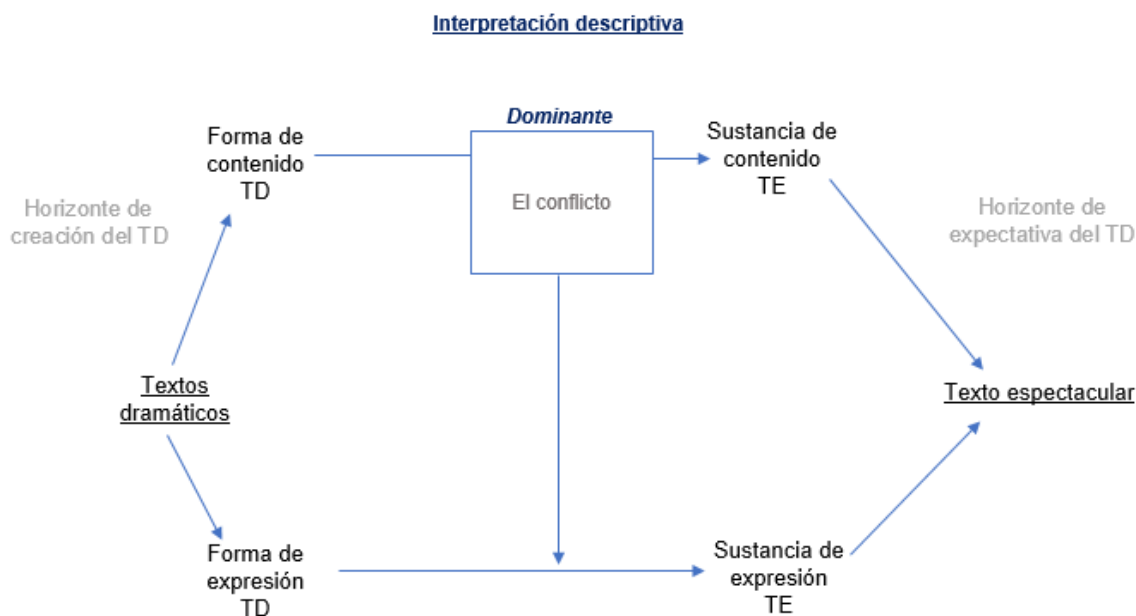 Interpretación descriptiva
Dominante
Forma de
contenido
TD
El conflicto
Sustancia de
contenido
TE
Horizonte de
creación del TD
Horizonte de
expectativa del TD
Textos
dramáticos
Texto espectacular
Forma de
expresión
TD
Sustancia de
expresión
TE